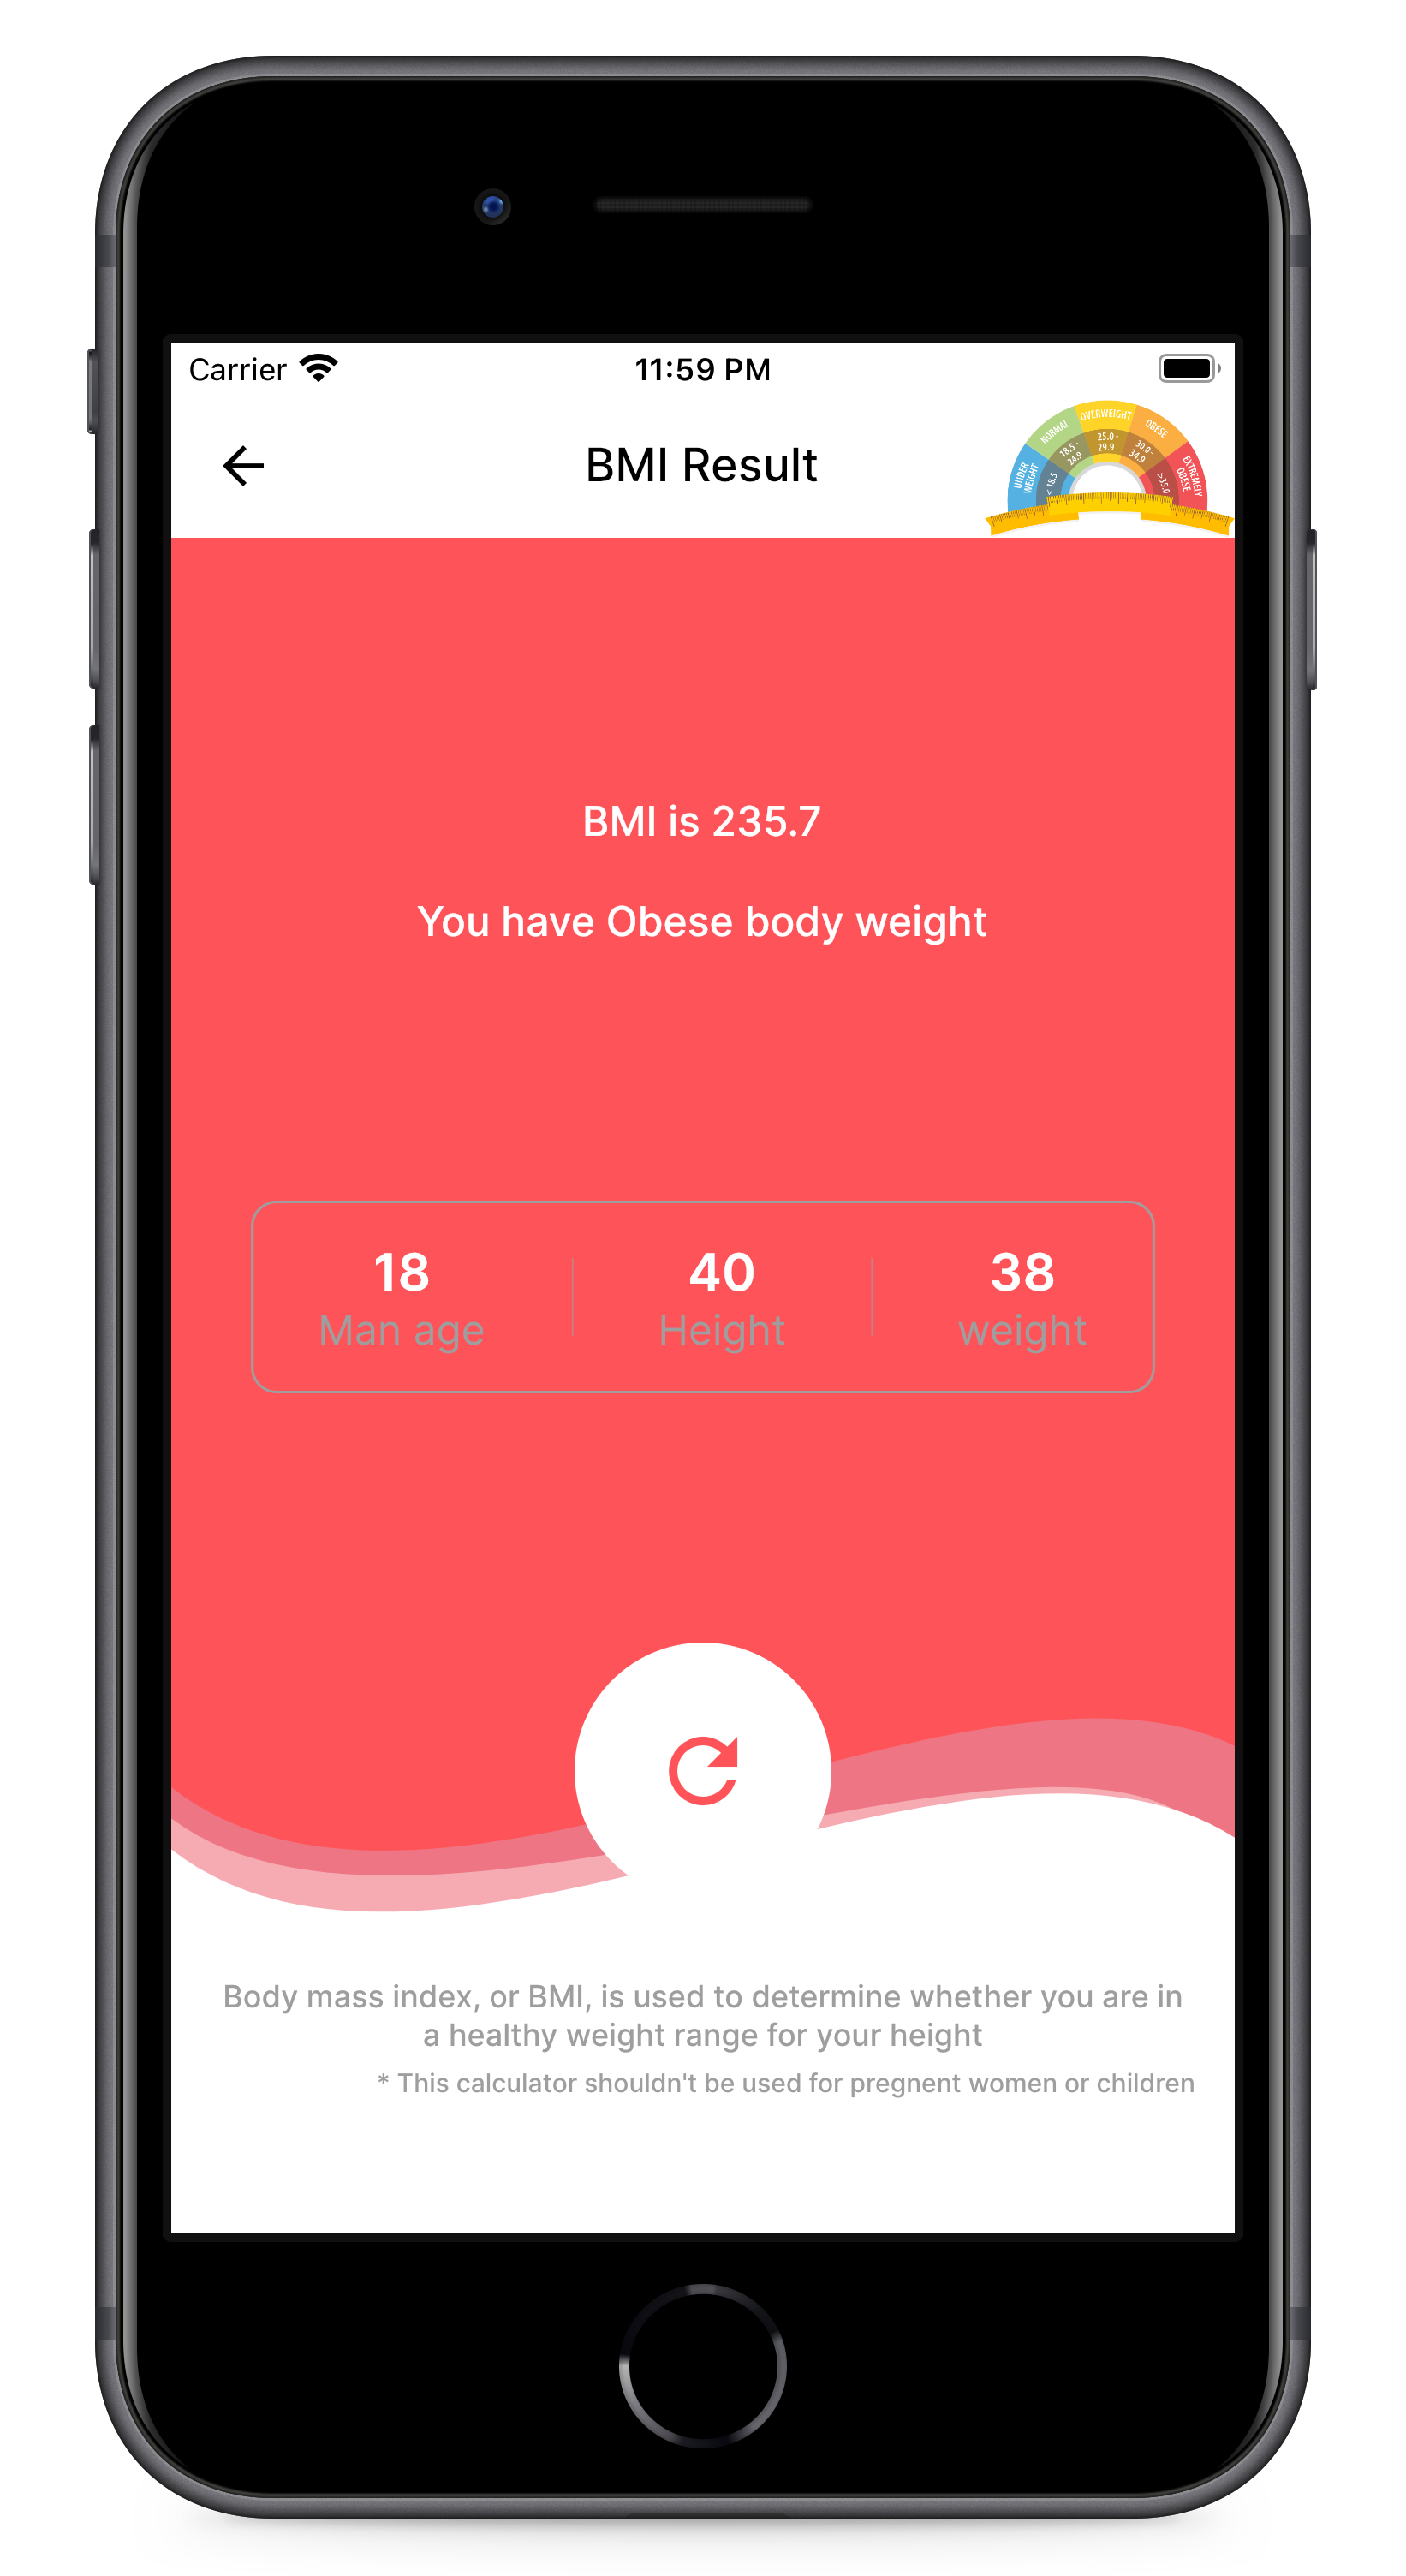 Carrier
11:59 PM
BMI Result
UNDER
WEIGHT
< 18.5
NORMAL
18.5 -
24.9
OVERWEIGHT
25.0 -
29.9
OBESE
30.0 -
34.9
EXTREMELY
OBESE
>35.0
BMI is 235.7
You have Obese body weight
18
Man age
40
Height
38
weight
Body mass index, or BMI, is used to determine whether you are in
a healthy weight range for your height
* This calculator shouldn't be used for pregnent women or children